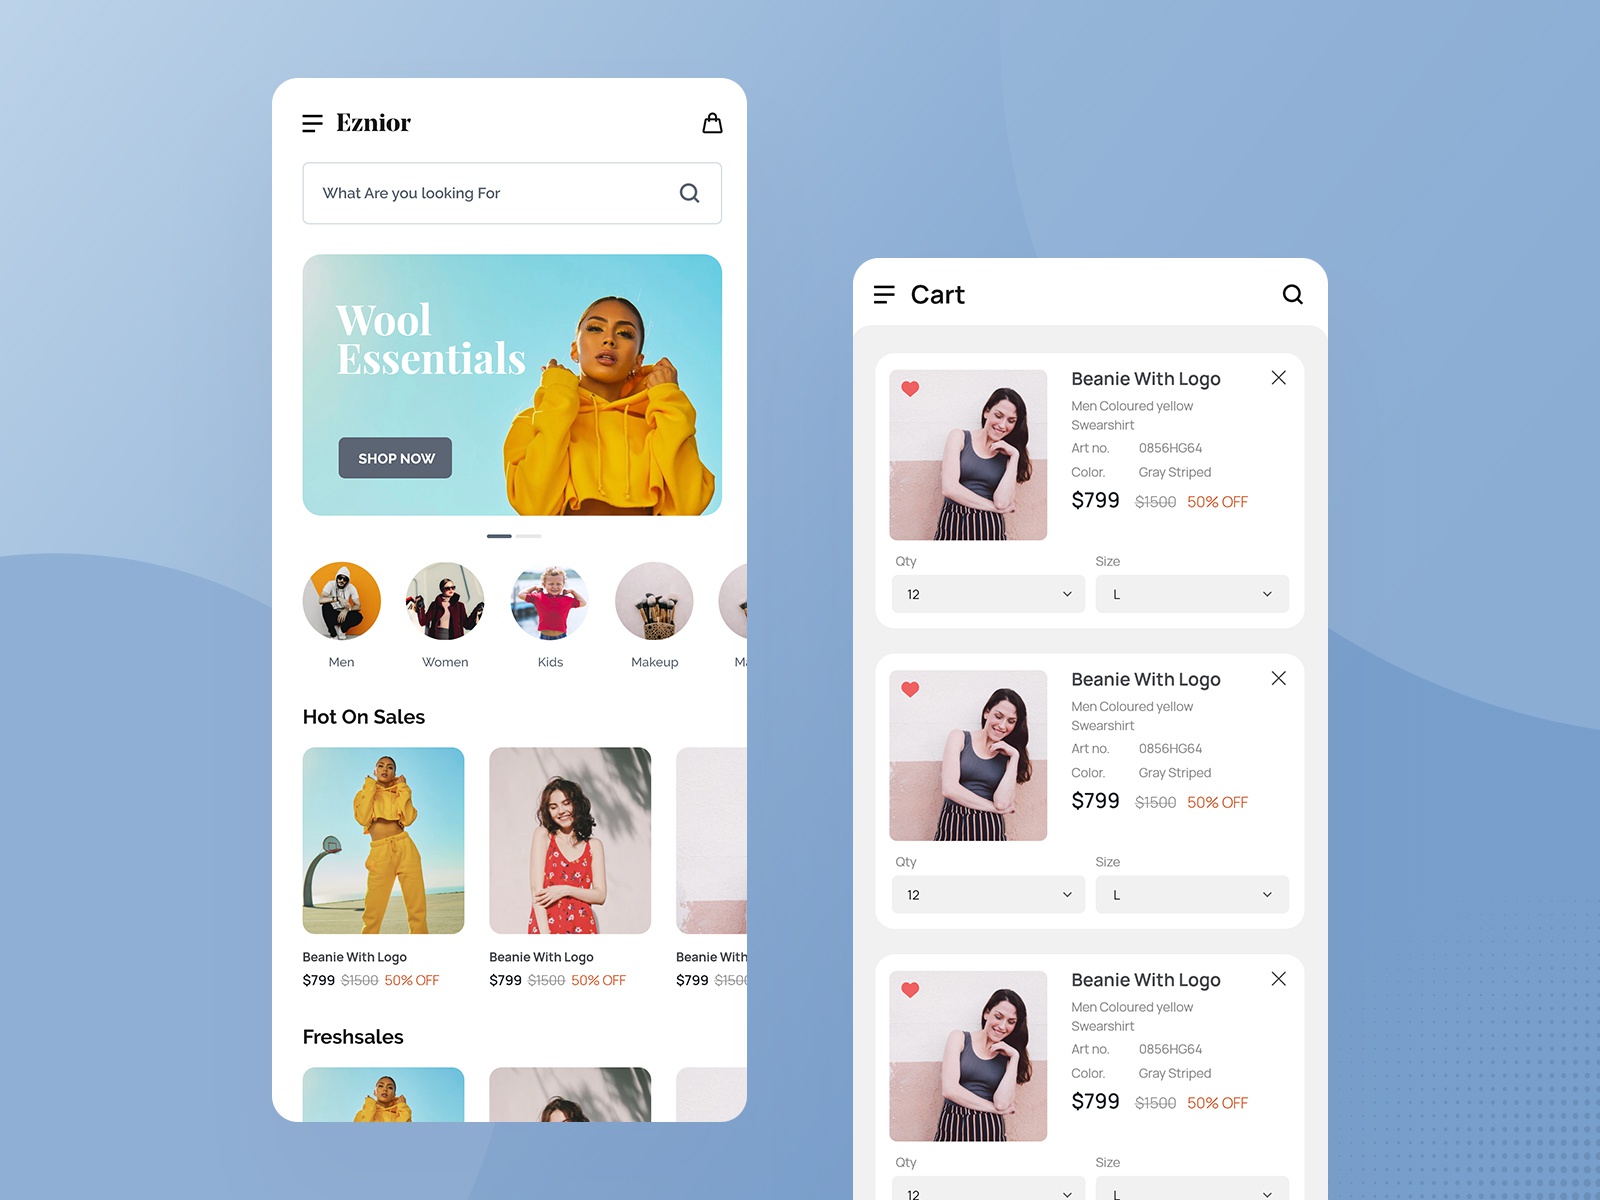 Eznior
What Are you looking For
Wool
Essentials
SHOP NOW
Men Women Kids Makeup Ma
Hot On Sales
Beanie With Logo Beanie With Logo Beanie With
$799 $1500 50% OFF $799 $1500 50% OFF $799 $1500
Freshsales
Cart
Beanie With Logo
Men Coloured yellow
Swearshirt
Art no. 0856HG64
Color. Gray Striped
$799 $1500 50% OFF
Qty Size
12 L
Beanie With Logo
Men Coloured yellow
Swearshirt
Art no. 0856HG64
Color. Gray Striped
$799 $1500 50% OFF
Qty Size
12 L
Beanie With Logo
Men Coloured yellow
Swearshirt
Art no. 0856HG64
Color. Gray Striped
$799 $1500 50% OFF
Qty Size
12 L